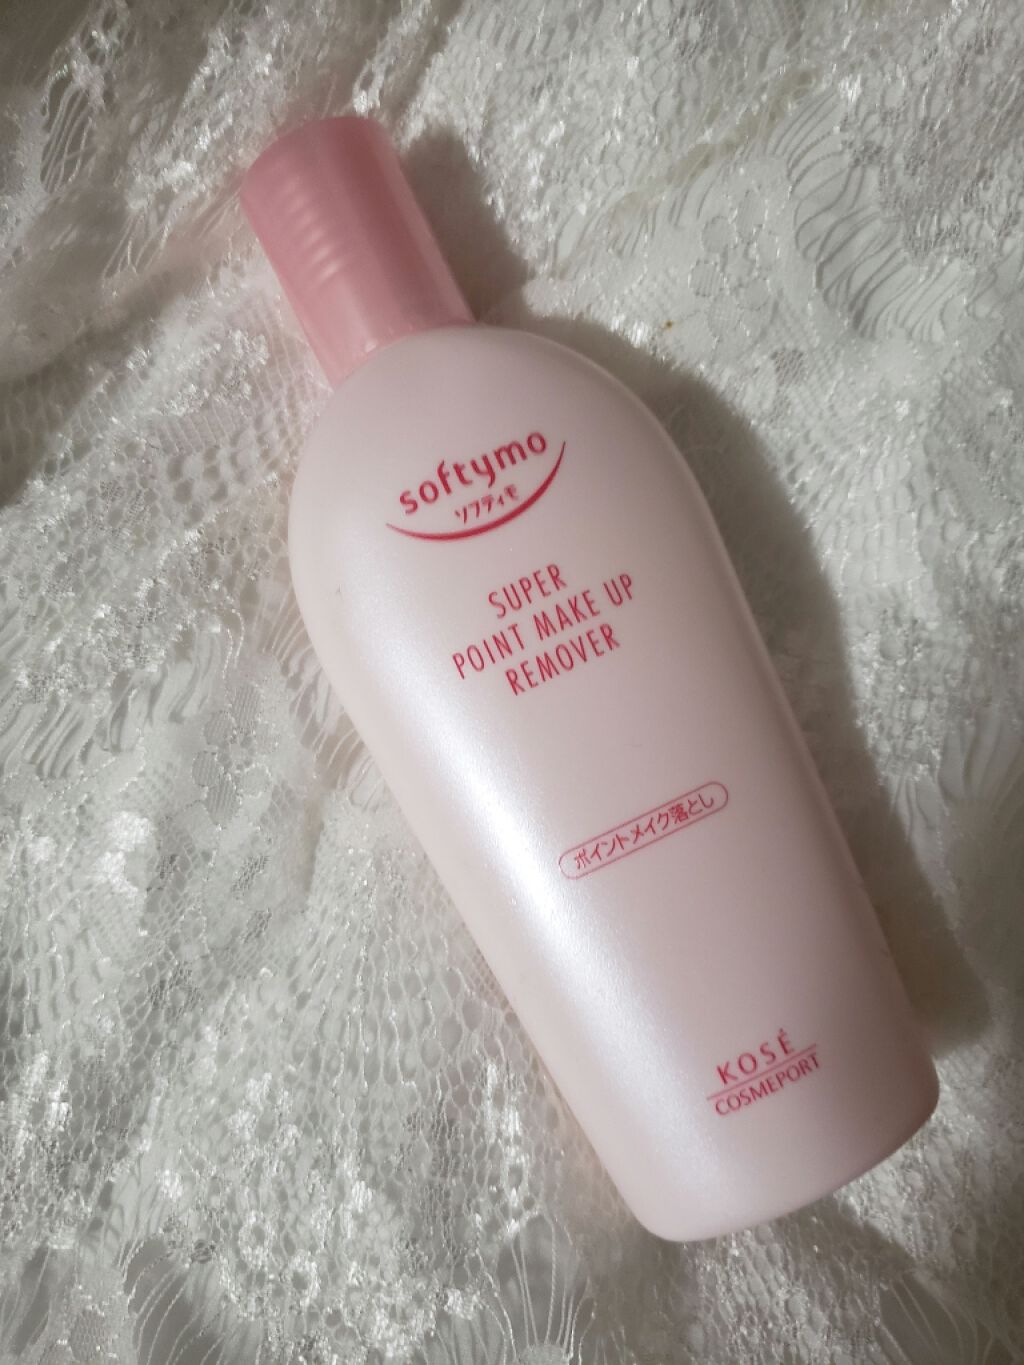 softymo
ソフティモ
SUPER
POINT MAKE UP
REMOVER
ポイントメイク落とし
KOSÉ
COSMEPORT